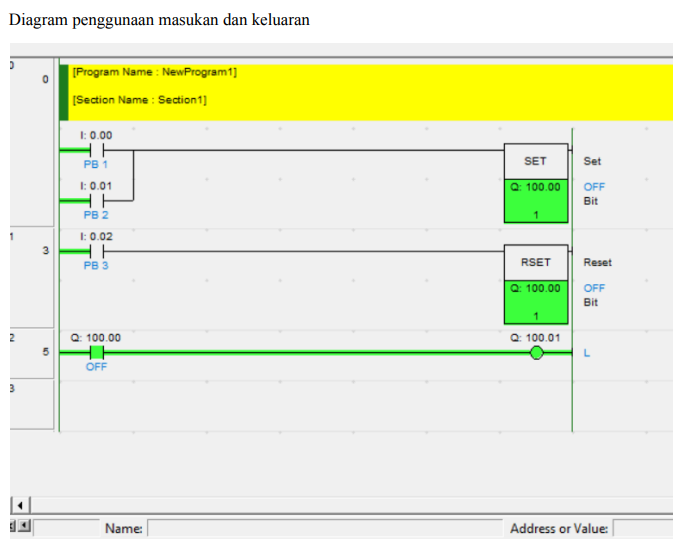 Diagram penggunaan masukan dan keluaran
0
0
[Program Name : NewProgram1]
[Section Name : Section1]
I: 0.00
PB 1
SET
Set
I: 0.01
Q: 100.00
OFF
Bit
PB 2
1
1
3
I: 0.02
PB 3
RSET
Reset
Q: 100.00
OFF
Bit
1
2
5
Q: 100.00
Q: 100.01
OFF
L
3
Name:
Address or Value: